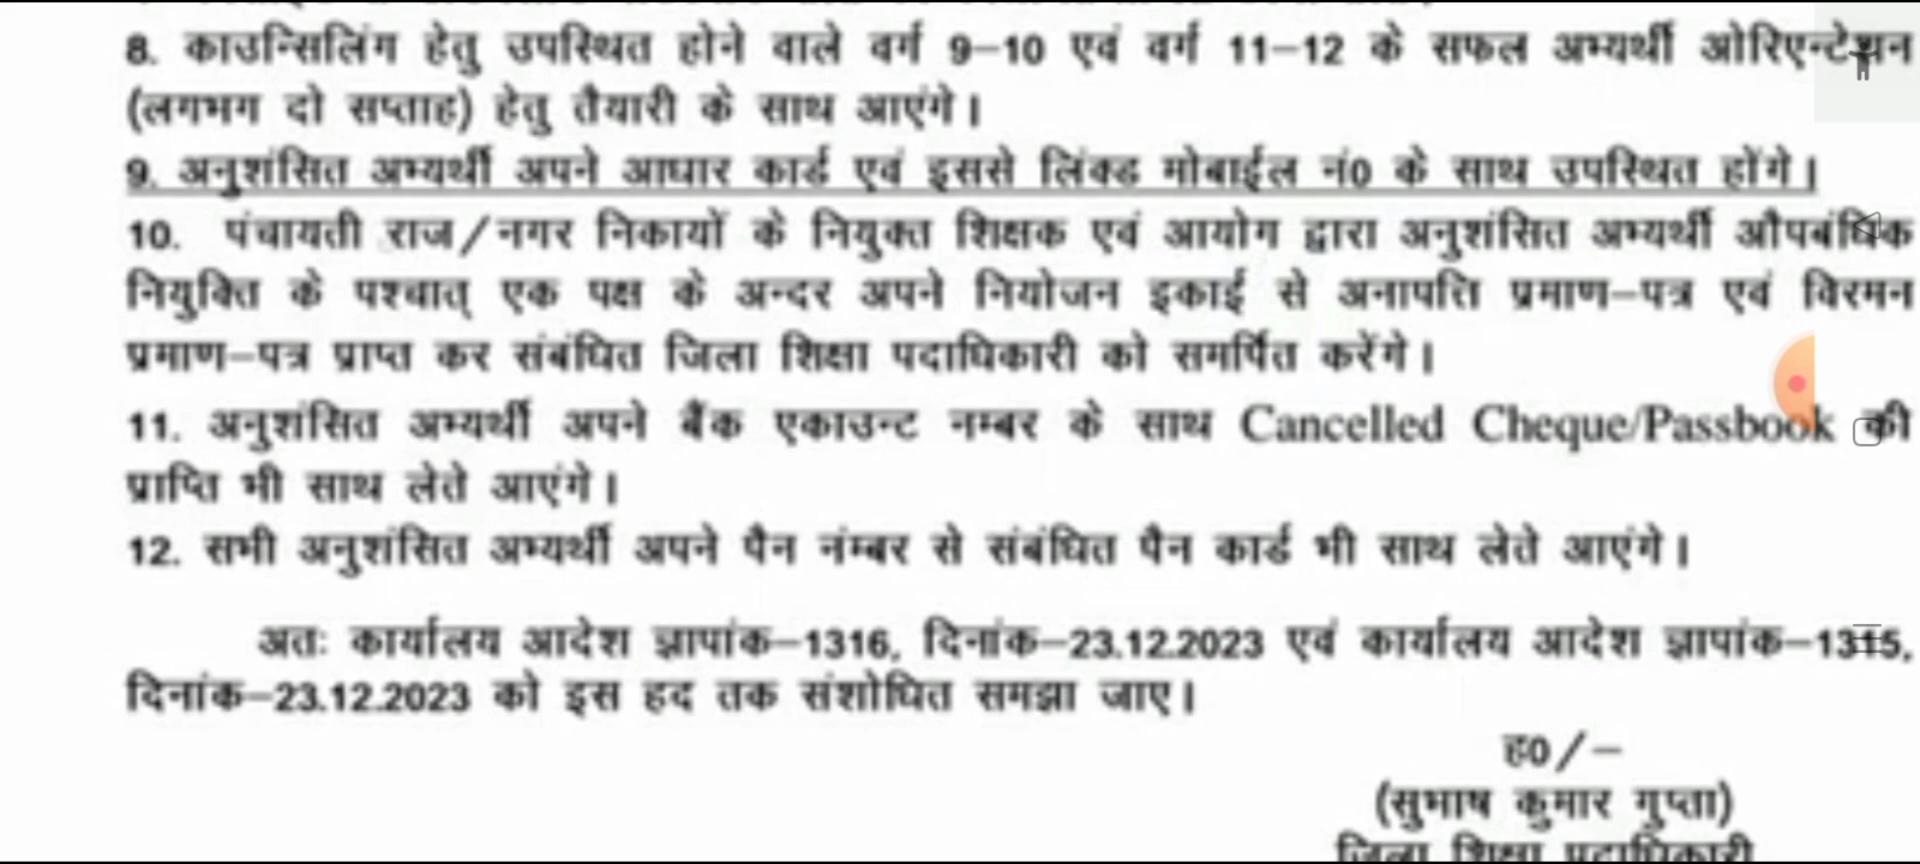 8. काउन्सिलिंग हेतु उपस्थित होने वाले वर्ग 9–10 एवं वर्ग 11–12 के सफल अभ्यर्थी ओरिएन्टेशन
(लगभग दो सप्ताह) हेतु तैयारी के साथ आएंगे।
9. अनुशंसित अभ्यर्थी अपने आधार कार्ड एवं इससे लिंक्ड मोबाईल नं0 के साथ उपस्थित होंगे।
10. पंचायती राज/नगर निकायों के नियुक्त शिक्षक एवं आयोग द्वारा अनुशंसित अभ्यर्थी औपबंधिक
नियुक्ति के पश्चात् एक पक्ष के अन्दर अपने नियोजन इकाई से अनापत्ति प्रमाण–पत्र एवं विरमन
प्रमाण–पत्र प्राप्त कर संबंधित जिला शिक्षा पदाधिकारी को समर्पित करेंगे।
11. अनुशंसित अभ्यर्थी अपने बैंक एकाउन्ट नम्बर के साथ Cancelled Cheque/Passbook की
प्राप्ति भी साथ लेते आएंगे।
12. सभी अनुशंसित अभ्यर्थी अपने पैन नंम्बर से संबंधित पैन कार्ड भी साथ लेते आएंगे।
अतः कार्यालय आदेश ज्ञापांक–1316, दिनांक–23.12.2023 एवं कार्यालय आदेश ज्ञापांक–1315,
दिनांक–23.12.2023 को इस हद तक संशोधित समझा जाए।
ह0/–
(सुभाष कुमार गुप्ता)
जिला शिक्षा पदाधिकारी